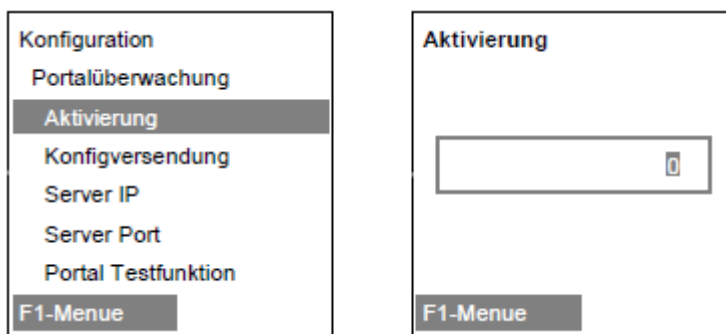 Konfiguration
Portalüberwachung
Aktivierung
Konfigversendung
Server IP
Server Port
Portal Testfunktion
F1-Menue
Aktivierung
0
F1-Menue